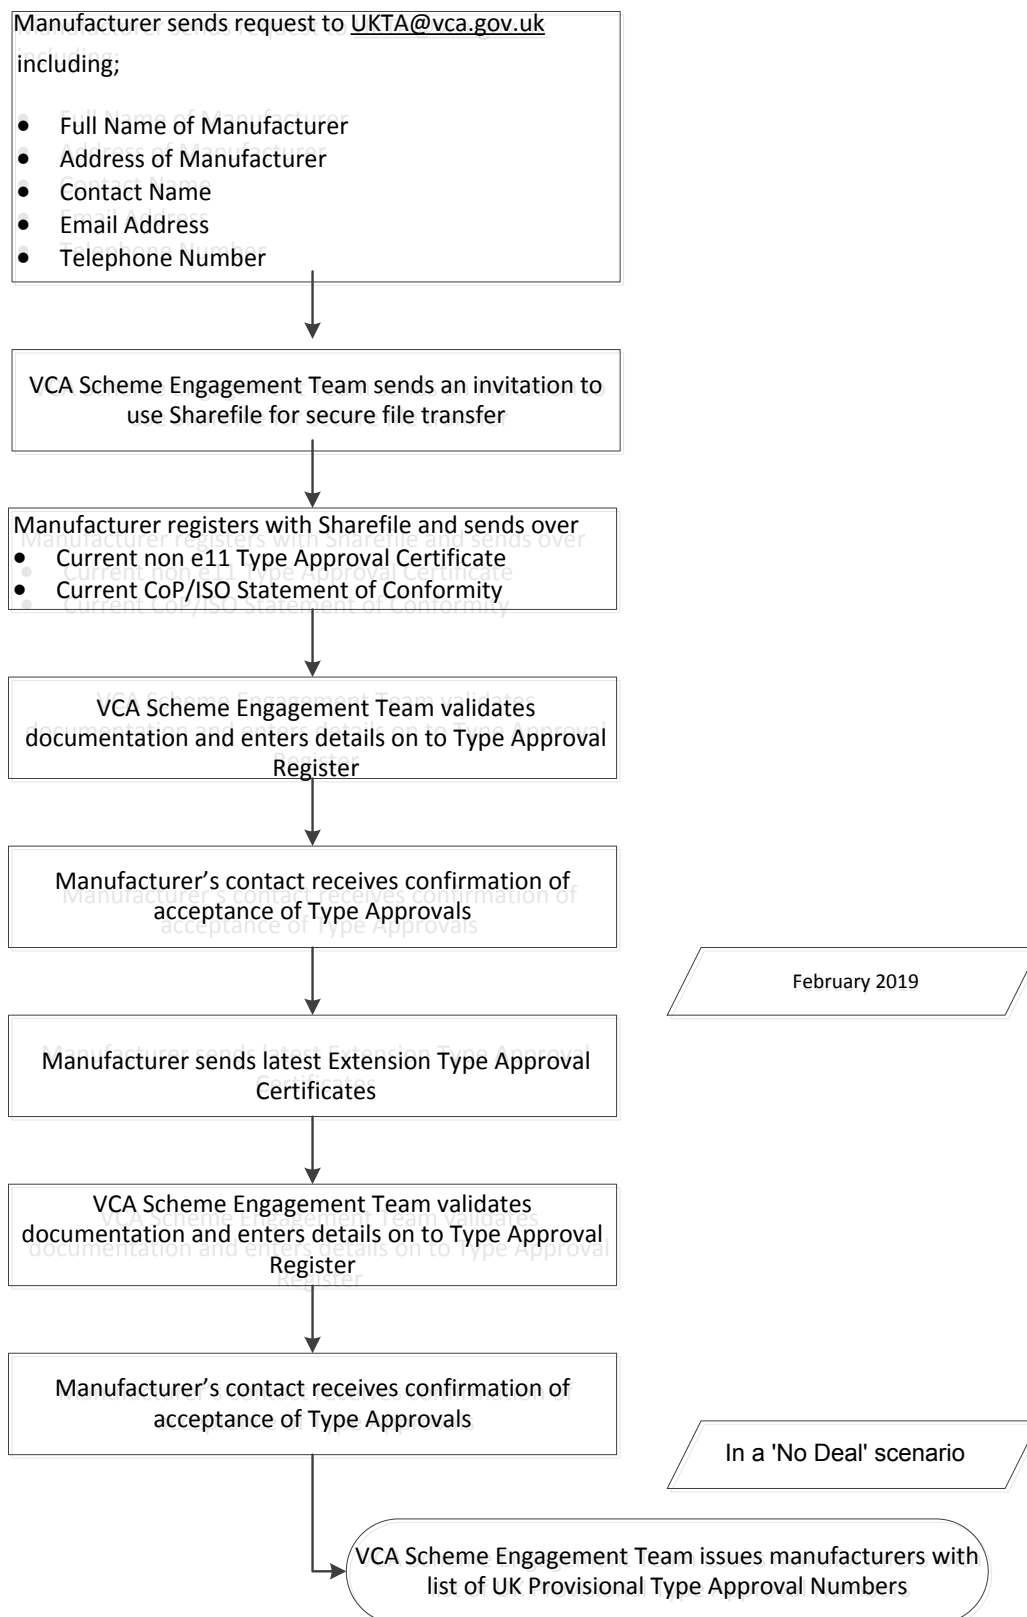 Manufacturer sends request to UKTA@vca.gov.uk
including;
• Full Name of Manufacturer
• Address of Manufacturer
• Contact Name
• Email Address
• Telephone Number
VCA Scheme Engagement Team sends an invitation to
use Sharefile for secure file transfer
Manufacturer registers with Sharefile and sends over
• Current non e11 Type Approval Certificate
• Current CoP/ISO Statement of Conformity
VCA Scheme Engagement Team validates
documentation and enters details on to Type Approval
Register
Manufacturer’s contact receives confirmation of
acceptance of Type Approvals
February 2019
Manufacturer sends latest Extension Type Approval
Certificates
VCA Scheme Engagement Team validates
documentation and enters details on to Type Approval
Register
Manufacturer’s contact receives confirmation of
acceptance of Type Approvals
In a 'No Deal' scenario
VCA Scheme Engagement Team issues manufacturers with
list of UK Provisional Type Approval Numbers